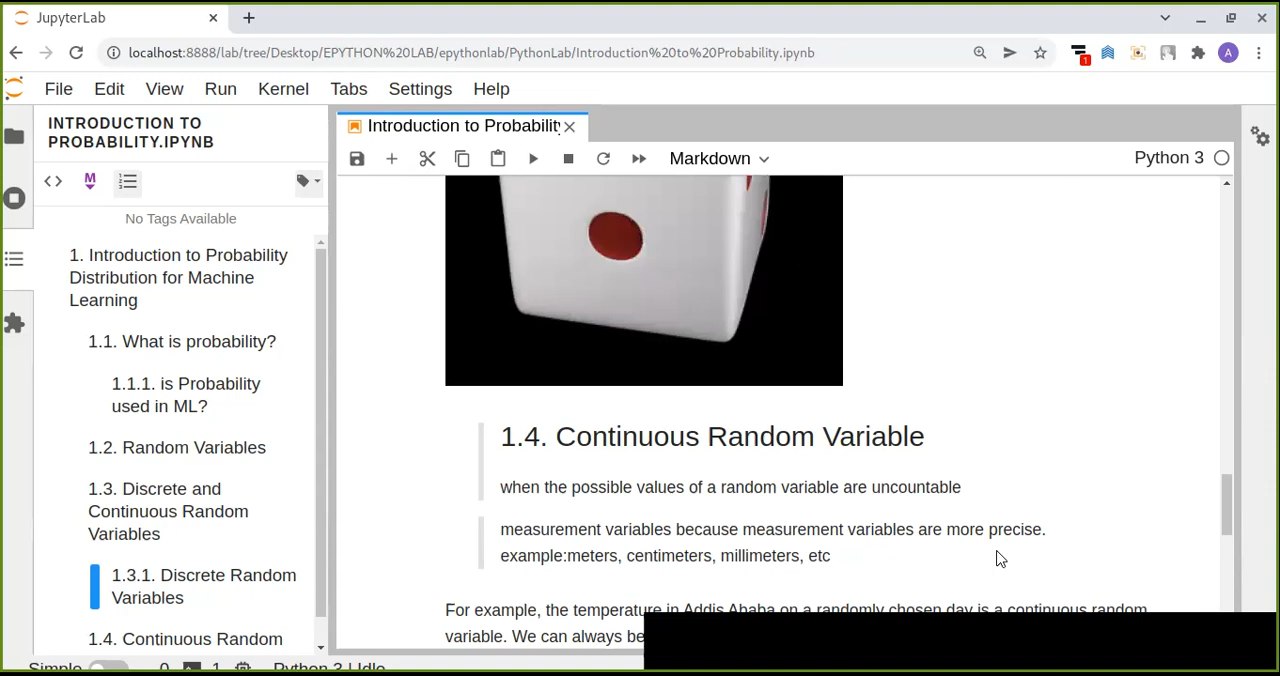 JupyterLab
localhost:8888/lab/tree/Desktop/EPYTHON%20LAB/epythonlab/PythonLab/Introduction%20to%20Probability.ipynb
1
A
File Edit View Run Kernel Tabs Settings Help
INTRODUCTION TO
PROBABILITY.IPYNB
No Tags Available
1. Introduction to Probability
Distribution for Machine
Learning
1.1. What is probability?
1.1.1. is Probability
used in ML?
1.2. Random Variables
1.3. Discrete and
Continuous Random
Variables
1.3.1. Discrete Random
Variables
1.4. Continuous Random
Introduction to Probability
Markdown
Python 3
1.4. Continuous Random Variable
when the possible values of a random variable are uncountable
measurement variables because measurement variables are more precise.
example:meters, centimeters, millimeters, etc
For example, the temperature in Addis Ababa on a randomly chosen day is a continuous random
variable. We can always be
Simple 0 1 Python 3 | Idle